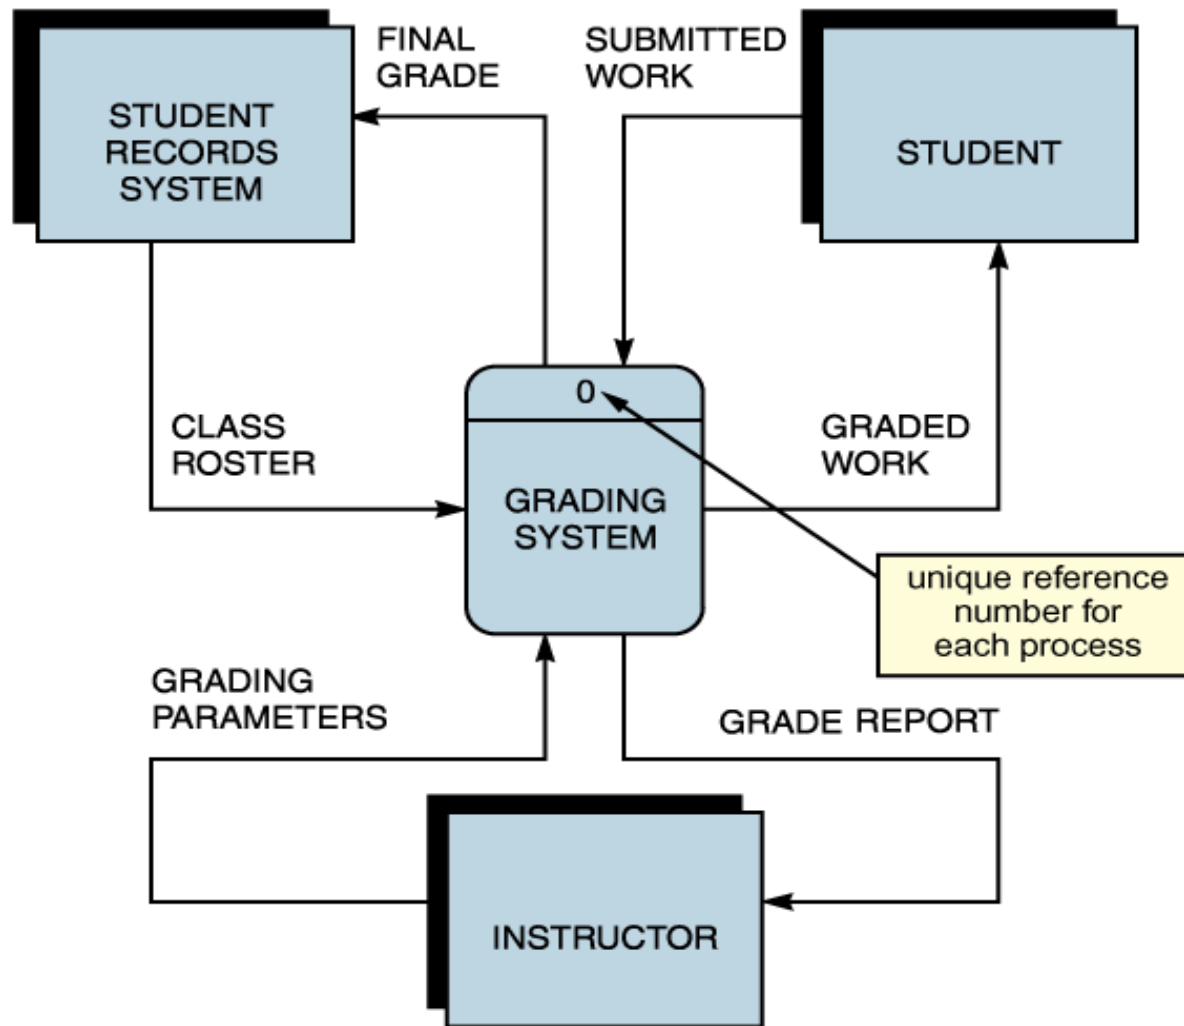 FINAL
GRADE
SUBMITTED
WORK
STUDENT
RECORDS
SYSTEM
STUDENT
0
CLASS
ROSTER
GRADING
SYSTEM
GRADED
WORK
unique reference
number for
each process
GRADING
PARAMETERS
GRADE REPORT
INSTRUCTOR